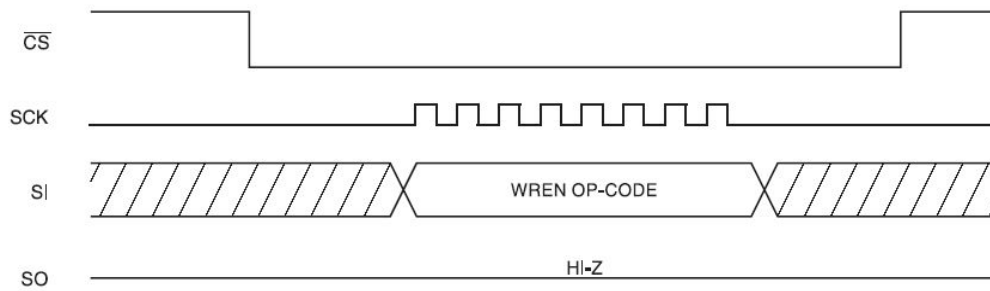 CS
SCK
SI
WREN OP-CODE
SO
HI-Z